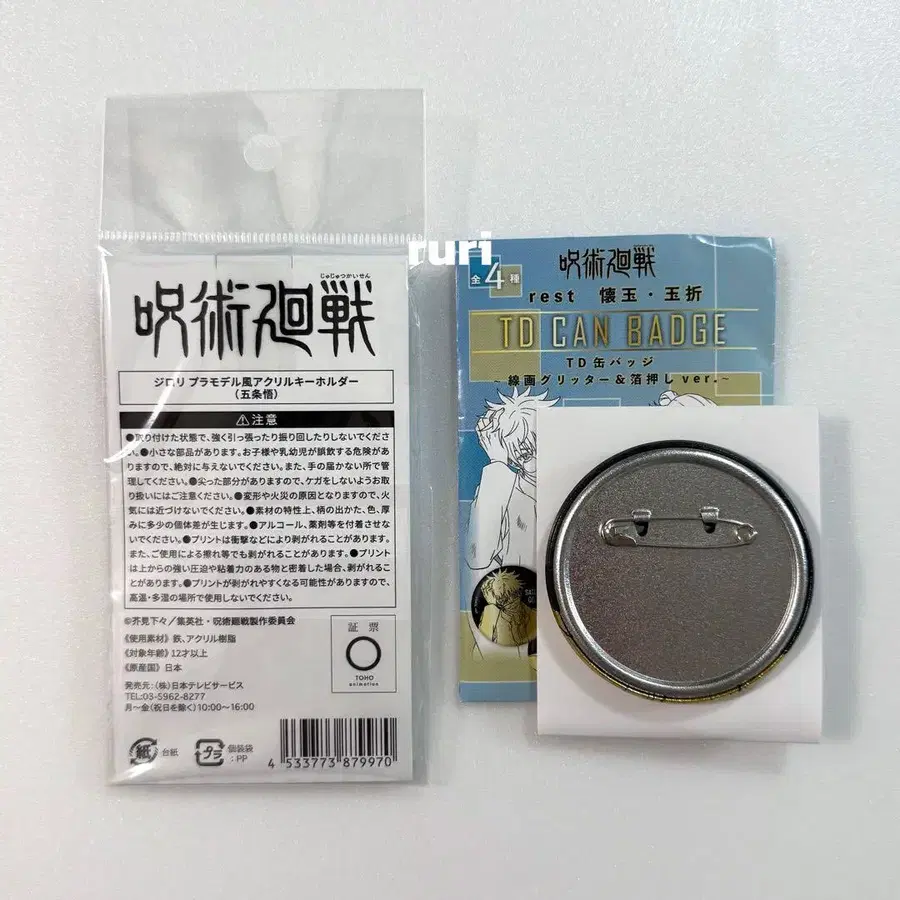 ruri
じゅじゅつかいせん
呪術廻戦
ジロリ プラモデル風アクリルキーホルダー
(五条悟)
⚠注意
●取り付けた状態で、強く引っ張ったり振り回したりしないでくださ
い。●小さな部品があります。お子様や乳幼児が誤飲する危険があ
りますので、絶対に与えないでください。また、手の届かない所で管
理してください。●尖った部分がありますので、ケガをしないようお取
り扱いにはご注意ください。●変形や火災の原因となりますので、火
気には近づけないでください。●素材の特性上、柄の出かた、色、厚
みに多少の個体差が生じます。●アルコール、薬剤等を付着させな
いでください。●プリントは衝撃などにより剥がれることがあります。
また、ご使用による擦れ等でも剥がれることがあります。●プリント
は上からの強い圧迫や粘着力のある物と密着した場合、剥がれるこ
とがあります。●プリントが剥がれやすくなる可能性がありますので、
高温・多湿の場所で使用しないでください。
©芥見下々/集英社・呪術廻戦製作委員会
《使用素材》 鉄、アクリル樹脂
《対象年齢》 12才以上
《原産国》 日本
発売元:(株)日本テレビサービス
TEL:03-5962-8277
月~金(祝日を除く)10:00~16:00
証票
TOHO
animation
紙 台紙
プラ 個装袋
:PP
4 533773 879970
全4種
呪術廻戦
rest 懐玉・玉折
TD CAN BADGE
TD缶バッジ
~線画グリッター&箔押しver.~